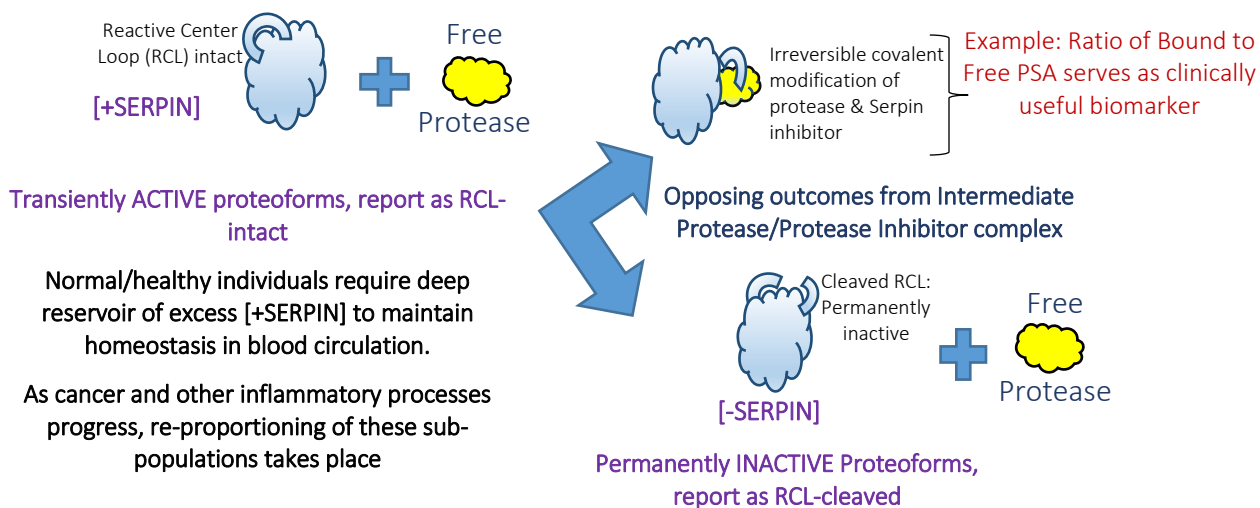 Reactive Center
Loop (RCL) intact
[+SERPIN]
Free
Protease
Transiently ACTIVE proteoforms, report as RCL-
intact
Normal/healthy individuals require deep
reservoir of excess [+SERPIN] to maintain
homeostasis in blood circulation.
As cancer and other inflammatory processes
progress, re-proportioning of these sub-
populations takes place
Irreversible covalent
modification of
protease & Serpin
inhibitor
Example: Ratio of Bound to
Free PSA serves as clinically
useful biomarker
Opposing outcomes from Intermediate
Protease/Protease Inhibitor complex
Cleaved RCL:
Permanently
inactive
[-SERPIN]
Free
Protease
Permanently INACTIVE Proteoforms,
report as RCL-cleaved